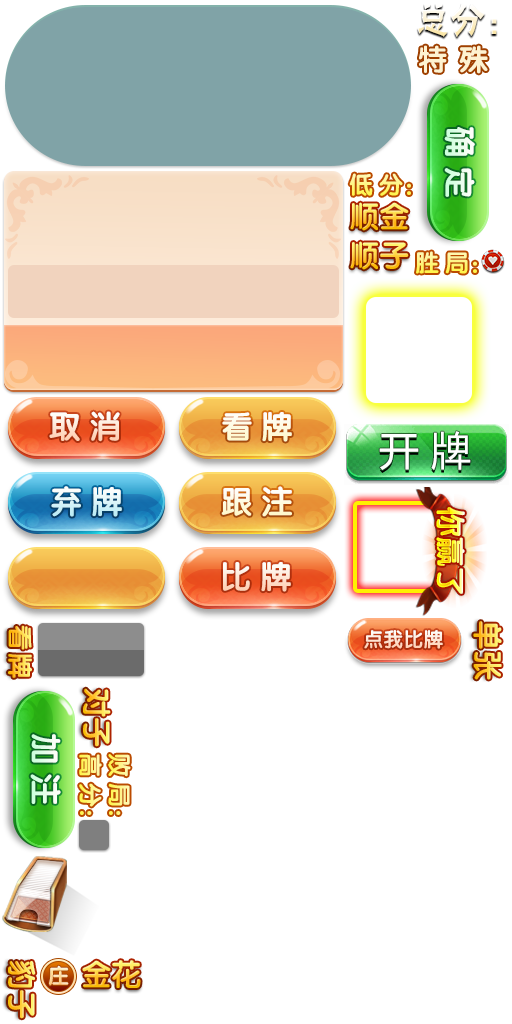 总分:
特殊
确定
低分:
顺金
顺子
胜局:
取消
看牌
开牌
弃牌
跟注
你赢了
比牌
点我比牌
看牌
单张
对子
加注
败局:
高分:
豹子
庄
金花